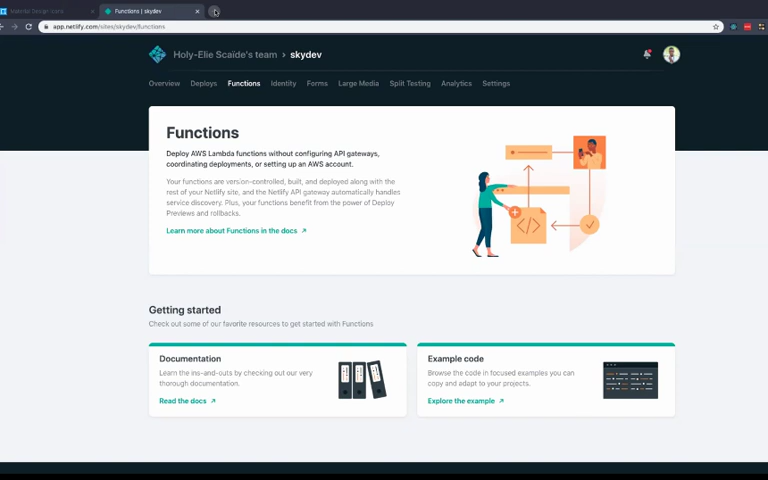 Functions | skydev
app.netlify.com/sites/skydev/functions
Holy-Elie Scaïde's team > skydev
Overview Deploys Functions Identity Forms Large Media Split Testing Analytics Settings
Functions
Deploy AWS Lambda functions without configuring API gateways,
coordinating deployments, or setting up an AWS account.
Your functions are version-controlled, built, and deployed along with the
rest of your Netlify site, and the Netlify API gateway automatically handles
service discovery. Plus, your functions benefit from the power of Deploy
Previews and rollbacks.
Learn more about Functions in the docs
Getting started
Check out some of our favorite resources to get started with Functions
Documentation
Learn the ins-and-outs by checking out our very
thorough documentation.
Read the docs
Example code
Browse the code in focused examples you can
copy and adapt to your projects.
Explore the example